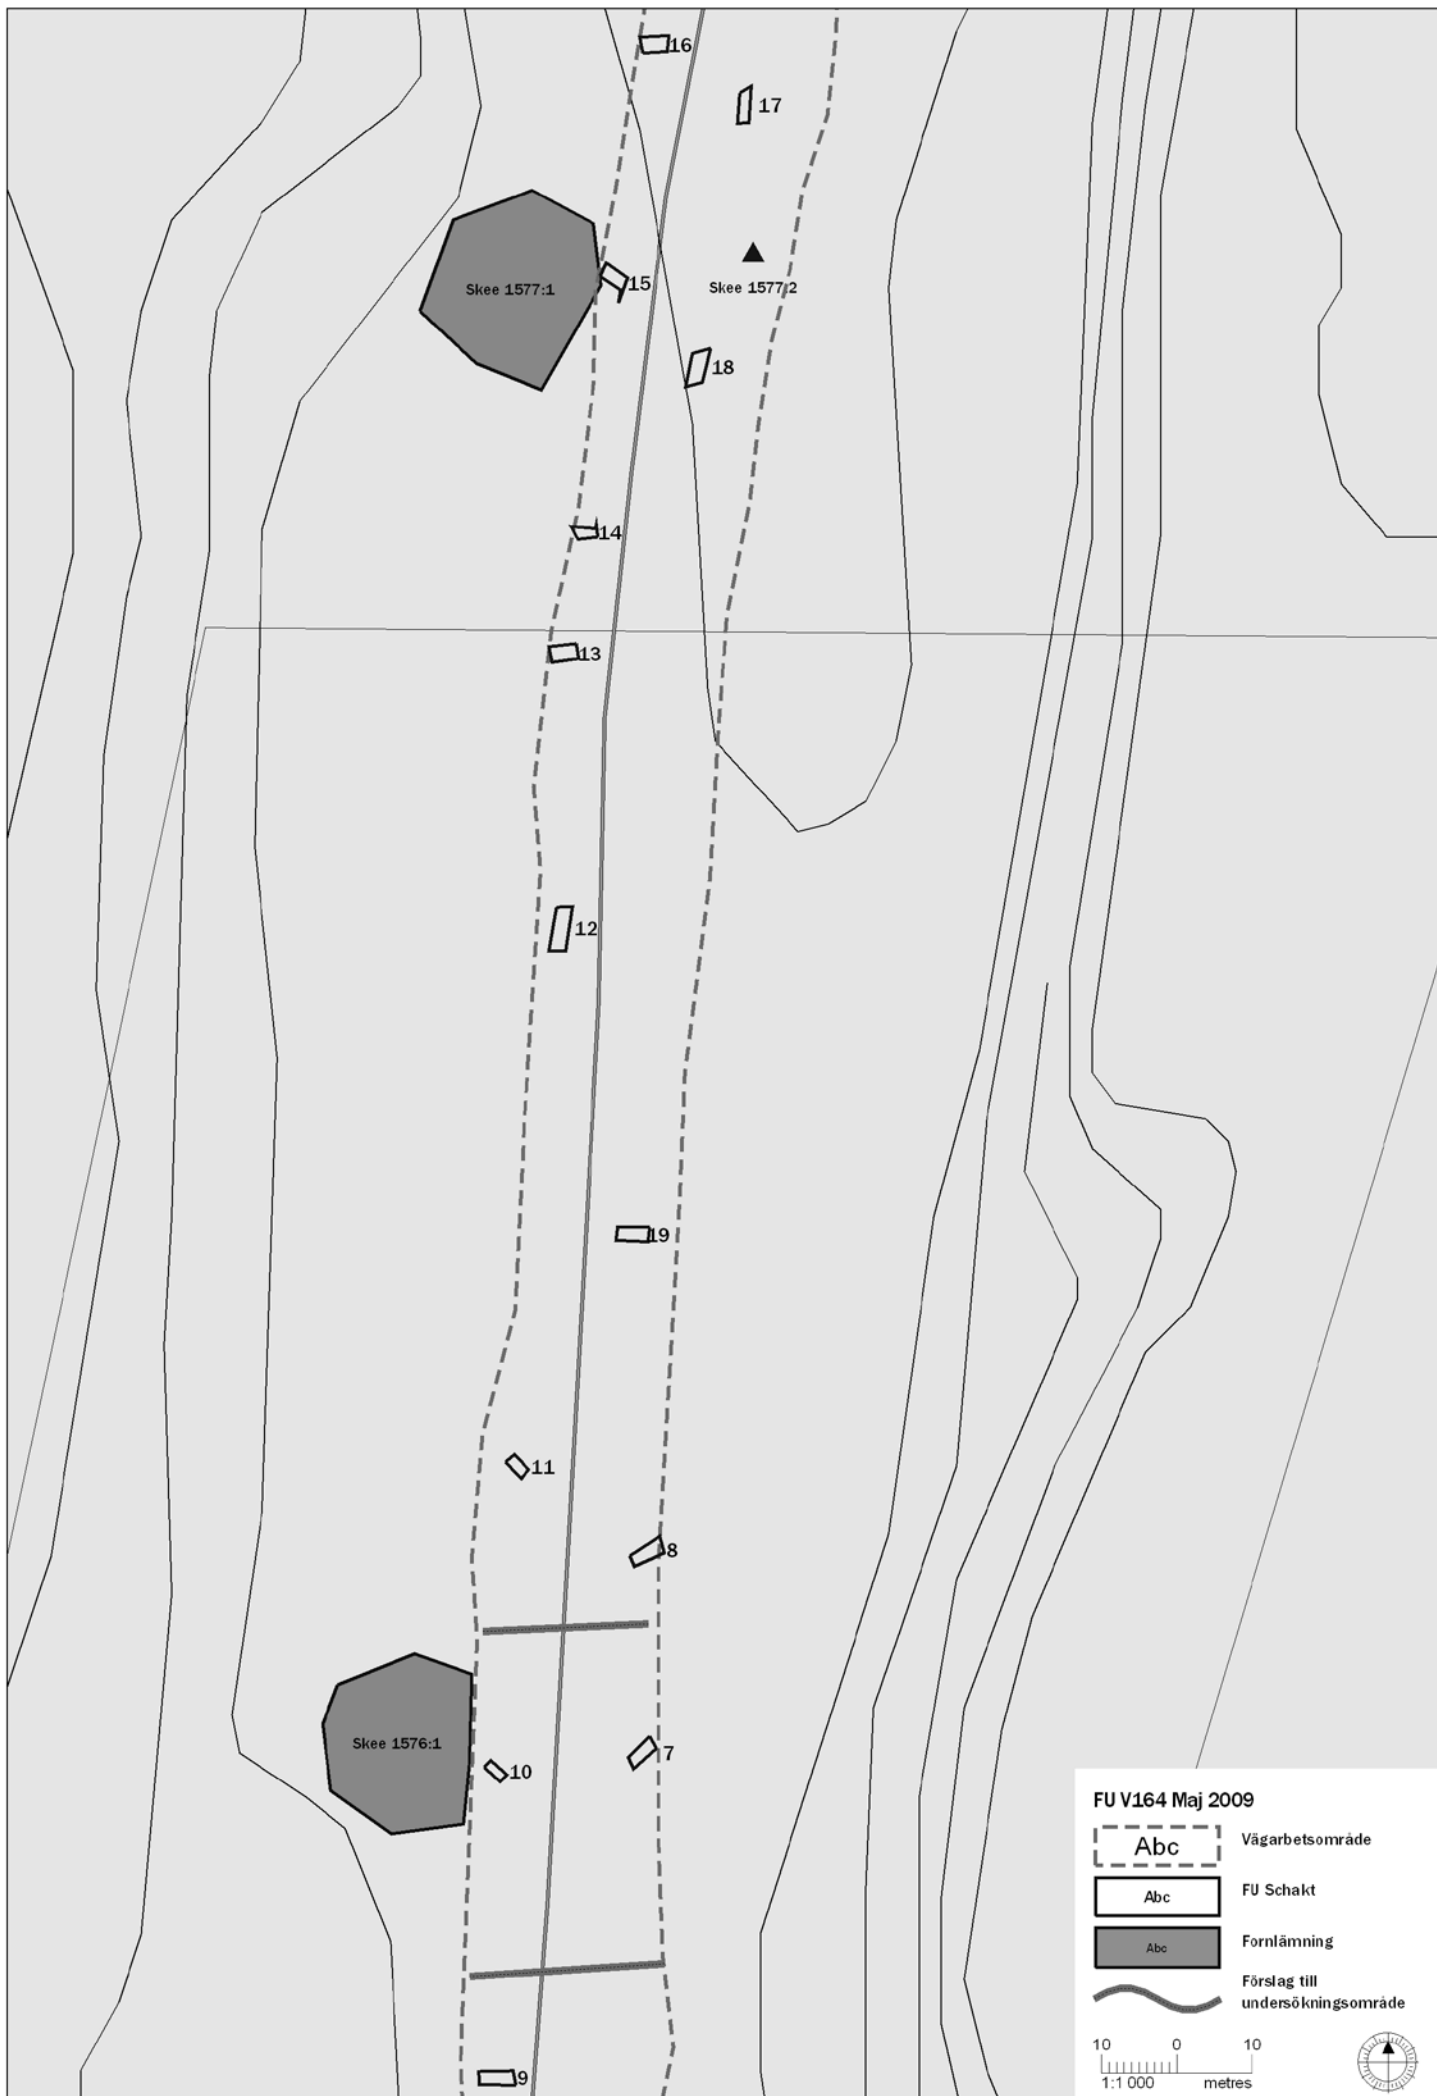 16
17
Skee 1577:1
15
Skee 1577:2
18
14
13
12
19
11
8
Skee 1576:1
7
10
9
FU V164 Maj 2009
Abc
Vägarbetsområde
Abc
FU Schakt
Abc
Fornlämning
Förslag till
undersökningsområde
10 0 10
1:1 000 metres